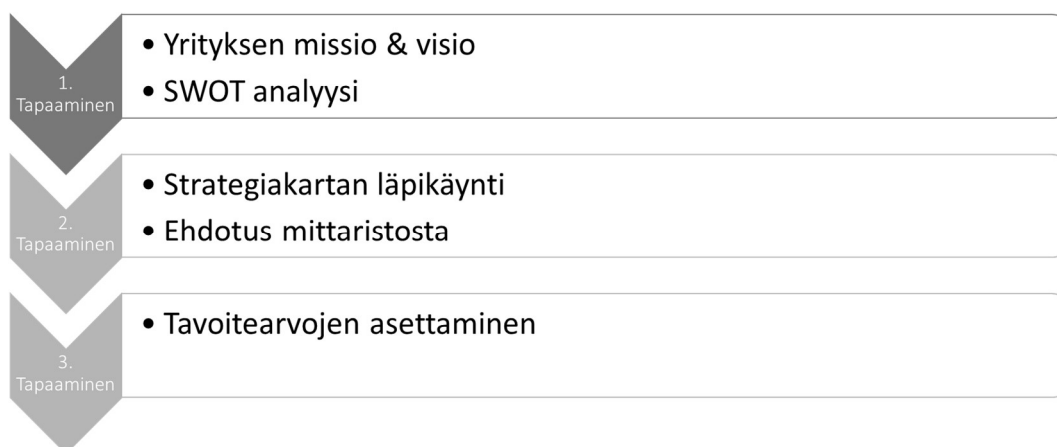 1.
Tapaaminen
• Yrityksen missio & visio
• SWOT analyysi
2.
Tapaaminen
• Strategiakartan läpikäynti
• Ehdotus mittaristosta
3.
Tapaaminen
• Tavoitearvojen asettaminen